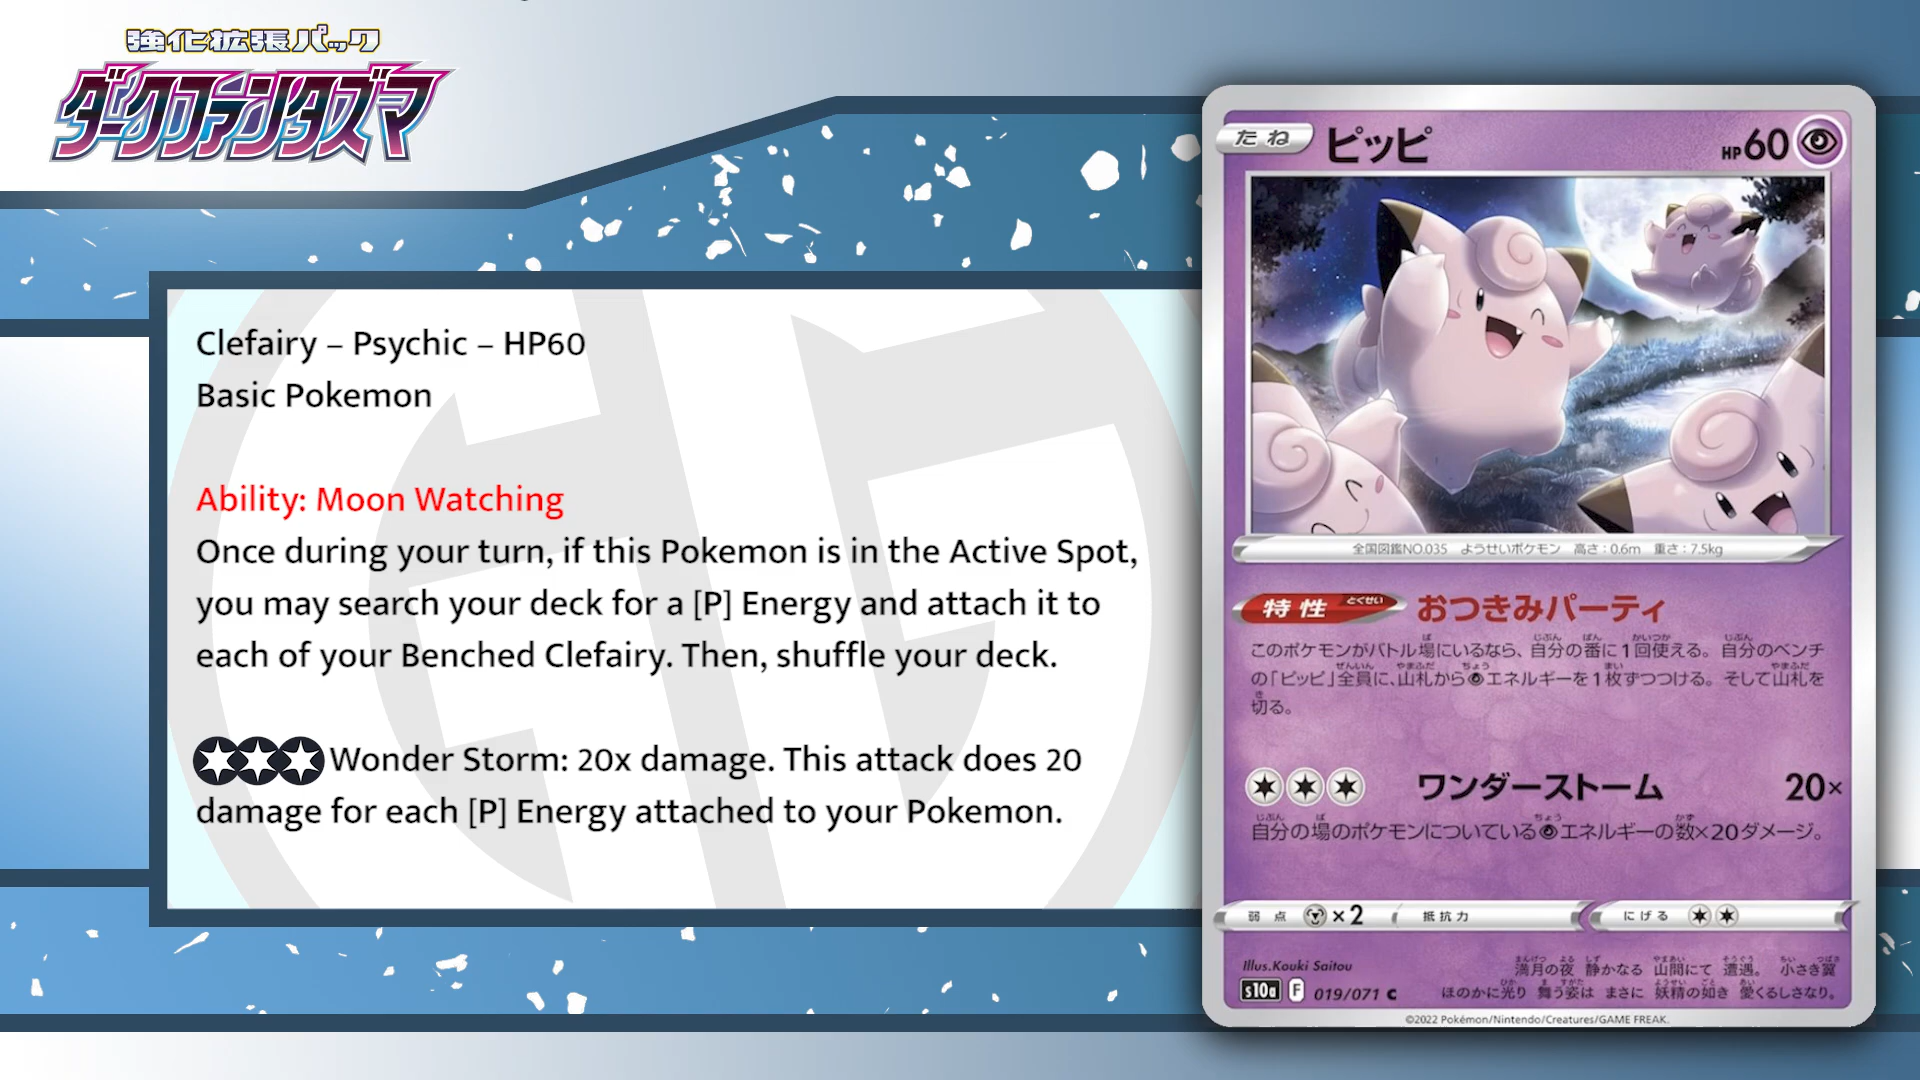 強化拡張パック
ダークファンタズマ
Clefairy – Psychic – HP60
Basic Pokemon
Ability: Moon Watching
Once during your turn, if this Pokemon is in the Active Spot,
you may search your deck for a [P] Energy and attach it to
each of your Benched Clefairy. Then, shuffle your deck.
Wonder Storm: 20x damage. This attack does 20
damage for each [P] Energy attached to your Pokemon.
たね ピッピ HP60
全国図鑑NO.035 ようせいポケモン 高さ:0.6m 重さ:7.5kg
特性 とくせい おつきみパーティ
このポケモンがバトル場にいるなら、自分の番に1回使える。自分のベンチ
の「ピッピ」全員に、山札からエネルギーを1枚ずつつける。そして山札を
切る。
ワンダーストーム 20×
自分の場のポケモンについているエネルギーの数×20ダメージ。
弱点 ×2 抵抗力 にげる
Illus.Kouki Saitou
満月の夜 静かなる 山間にて 遭遇。 小さき翼
ほのかに光り 舞う姿は まさに 妖精の如き 愛くるしさなり。
s10a F 019/071 C
©2022 Pokémon/Nintendo/Creatures/GAME FREAK.